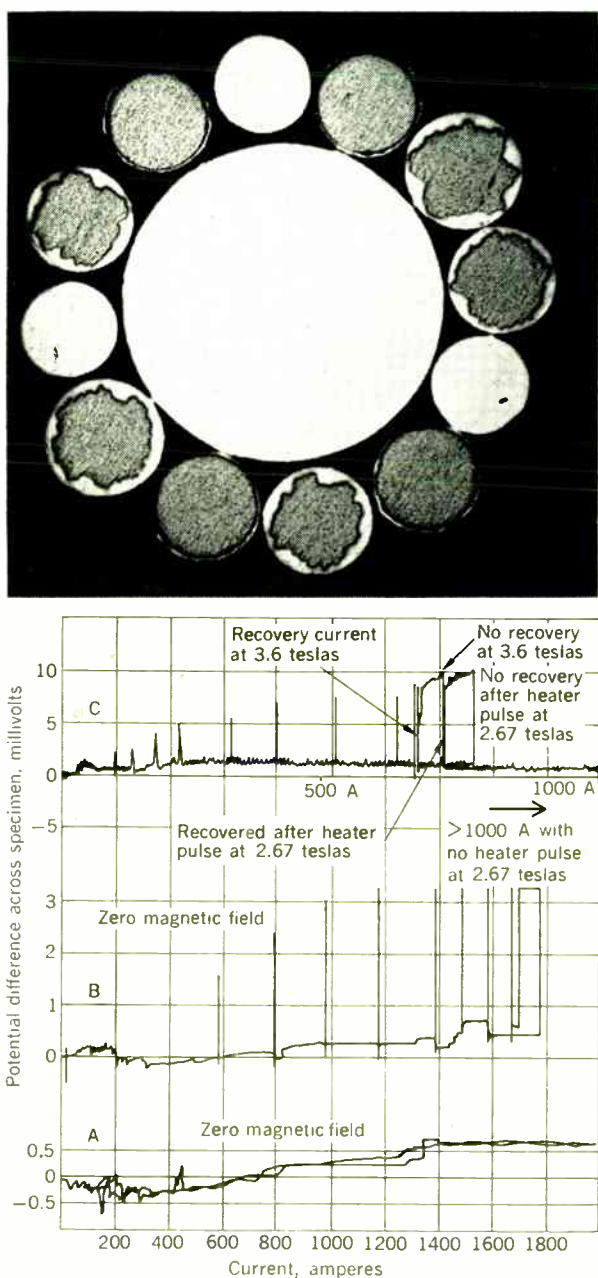 Recovery current
at 3.6 teslas
No recovery
at 3.6 teslas
No recovery
after heater
pulse at
2.67 teslas
10
C
5
0
500 A
1000 A
−5
Recovered after heater
pulse at 2.67 teslas
>1000 A with
no heater pulse
at 2.67 teslas
Potential difference across specimen, millivolts
3
Zero magnetic field
2
B
1
0
A
Zero magnetic field
0.5
0
−0.5
200 400 600 800 1000 1200 1400 1600 1800
Current, amperes